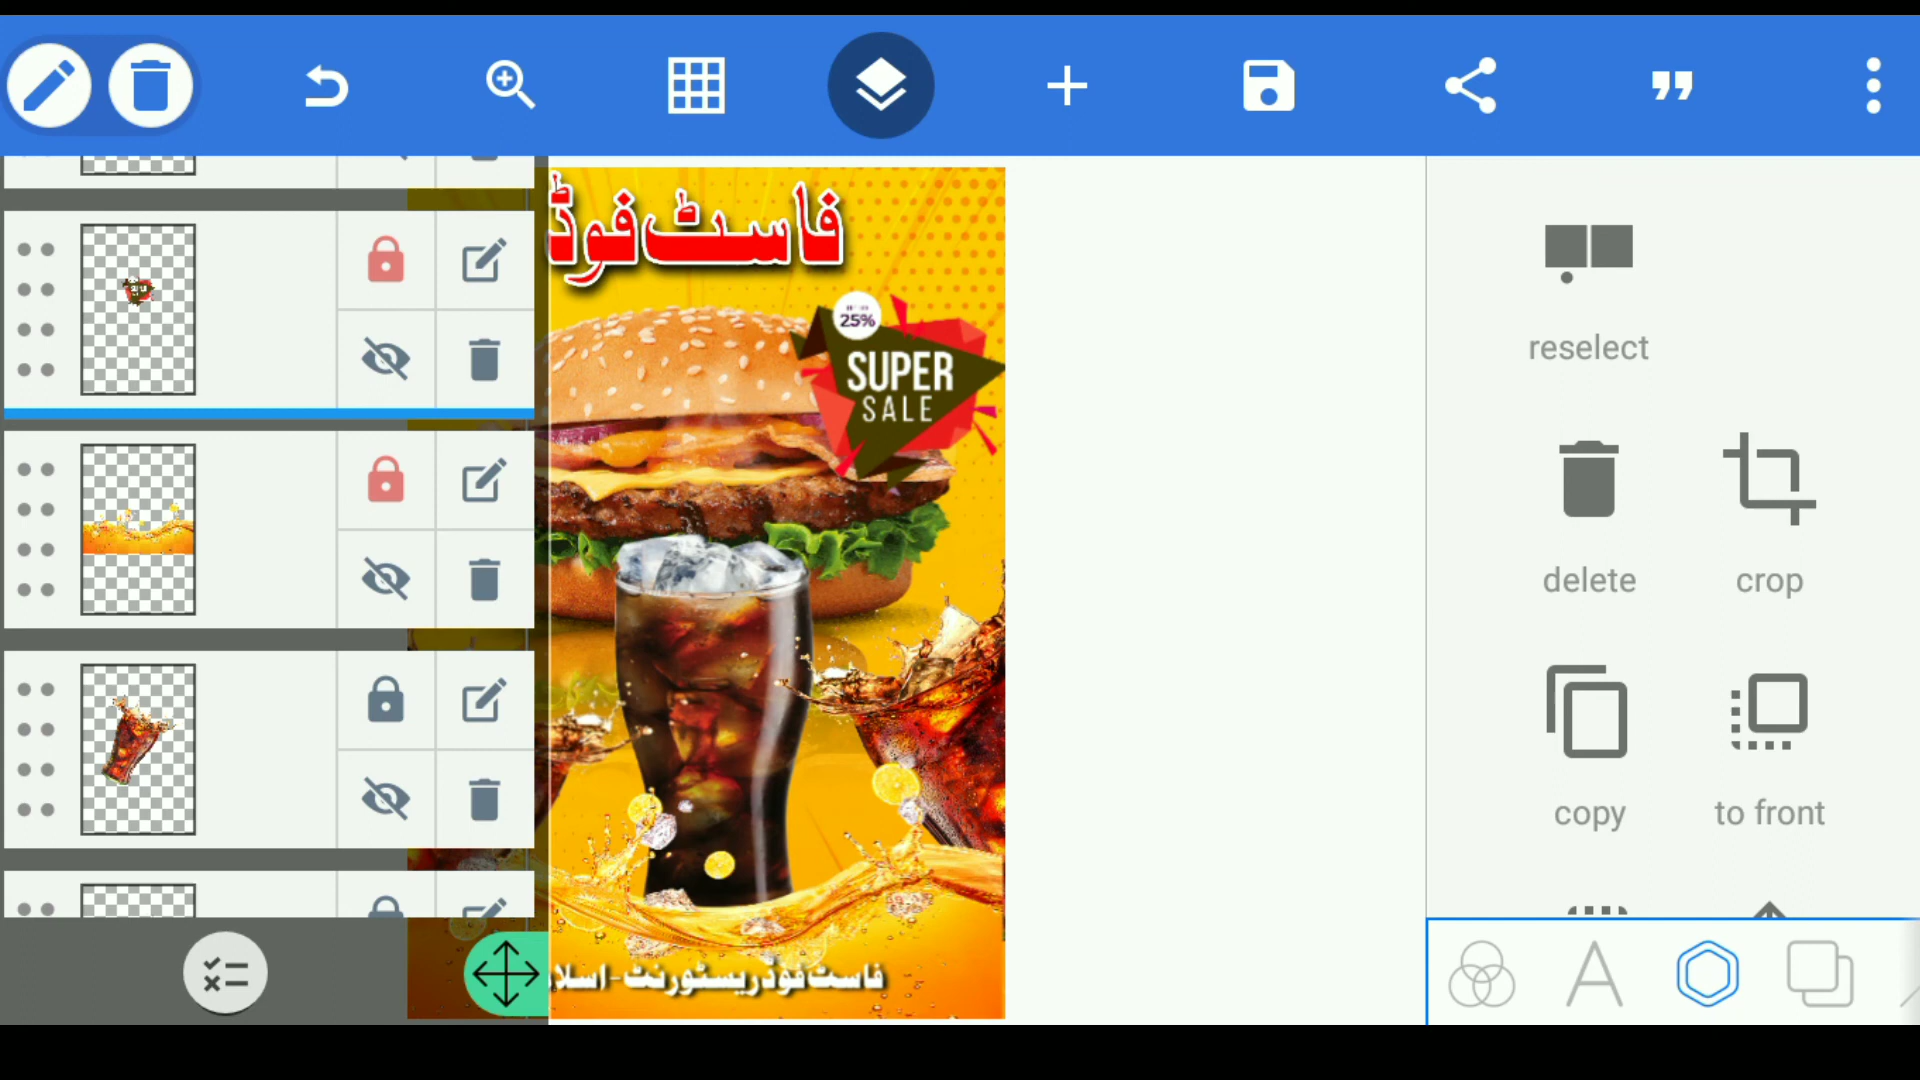 فاسٹ فوڈ
25%
SUPER
SALE
reselect
delete
crop
copy
to front
فاسٹ فوڈ ریسٹورنٹ - اسلا